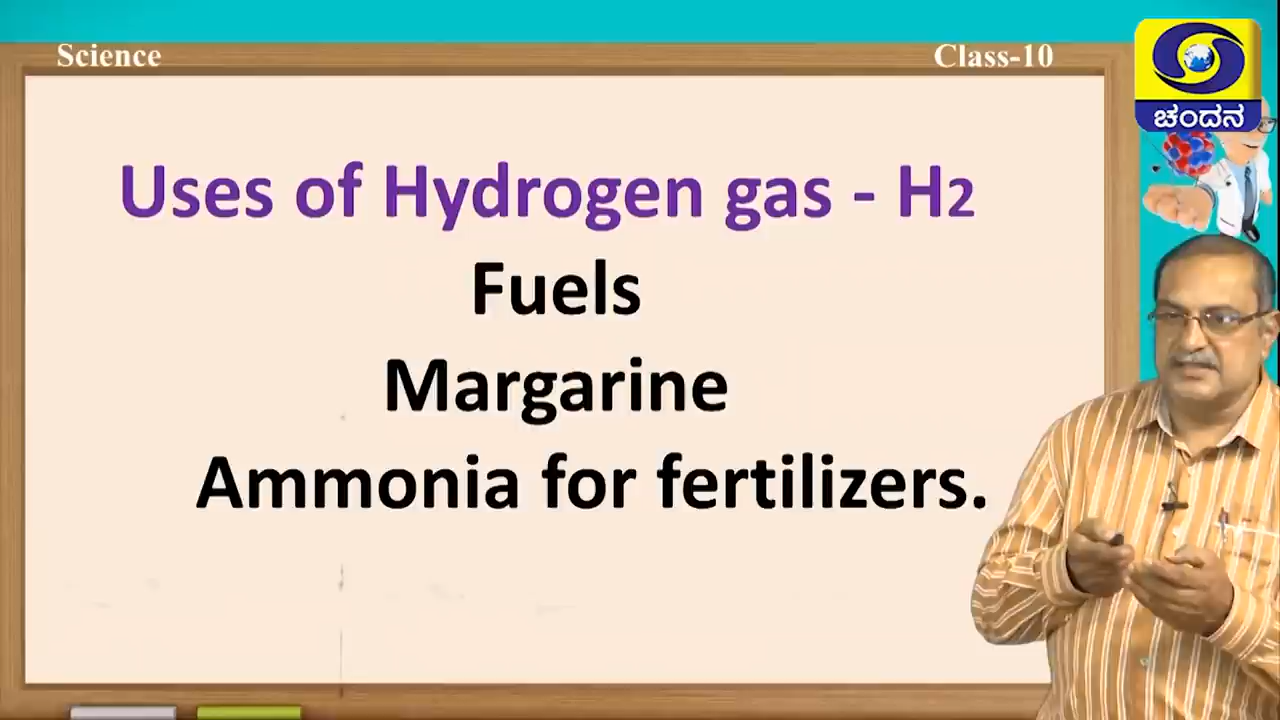 Science
Class-10
ಚಂದನ
Uses of Hydrogen gas - H2
Fuels
Margarine
Ammonia for fertilizers.